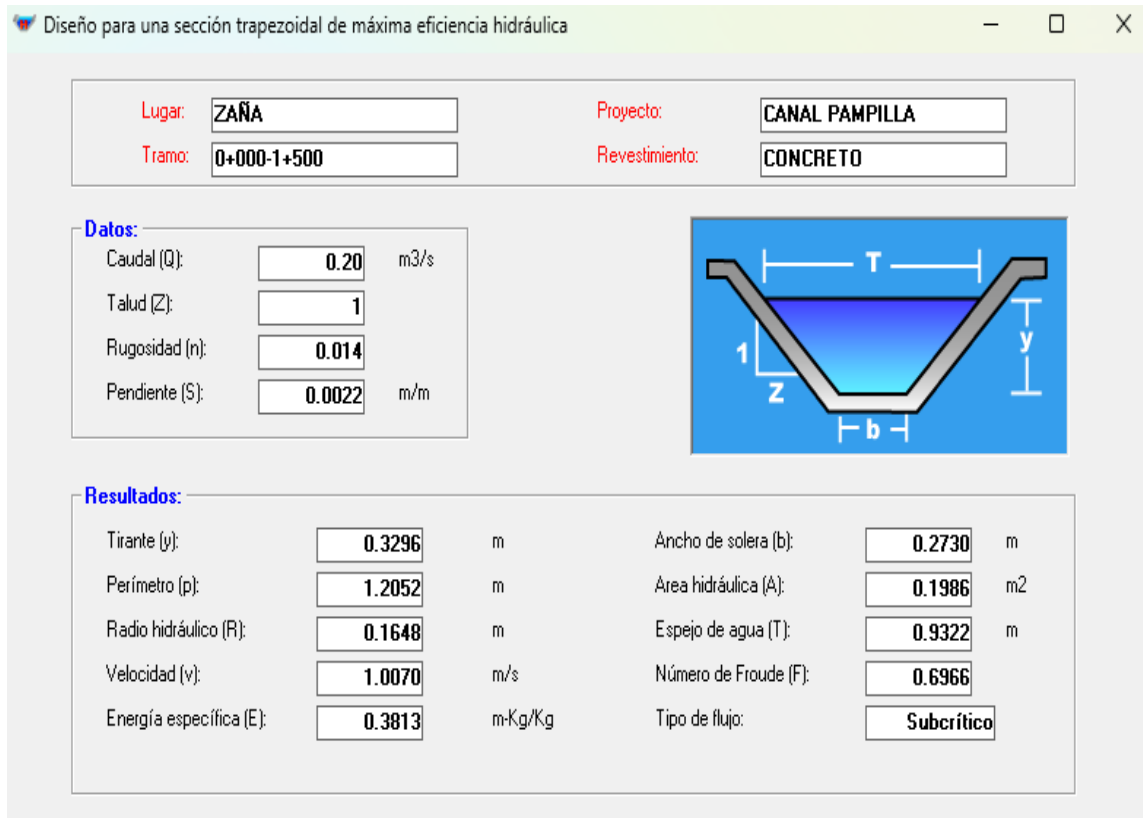 Diseño para una sección trapezoidal de máxima eficiencia hidráulica
Lugar: ZAÑA Proyecto: CANAL PAMPILLA
Tramo: 0+000-1+500 Revestimiento: CONCRETO
Datos:
Caudal (Q): 0.20 m3/s
Talud (Z): 1
Rugosidad (n): 0.014
Pendiente (S): 0.0022 m/m
T
y
1
Z
b
Resultados:
Tirante (y): 0.3296 m Ancho de solera (b): 0.2730 m
Perímetro (p): 1.2052 m Area hidráulica (A): 0.1986 m2
Radio hidráulico (R): 0.1648 m Espejo de agua (T): 0.9322 m
Velocidad (v): 1.0070 m/s Número de Froude (F): 0.6966
Energía específica (E): 0.3813 m-Kg/Kg Tipo de flujo: Subcrítico